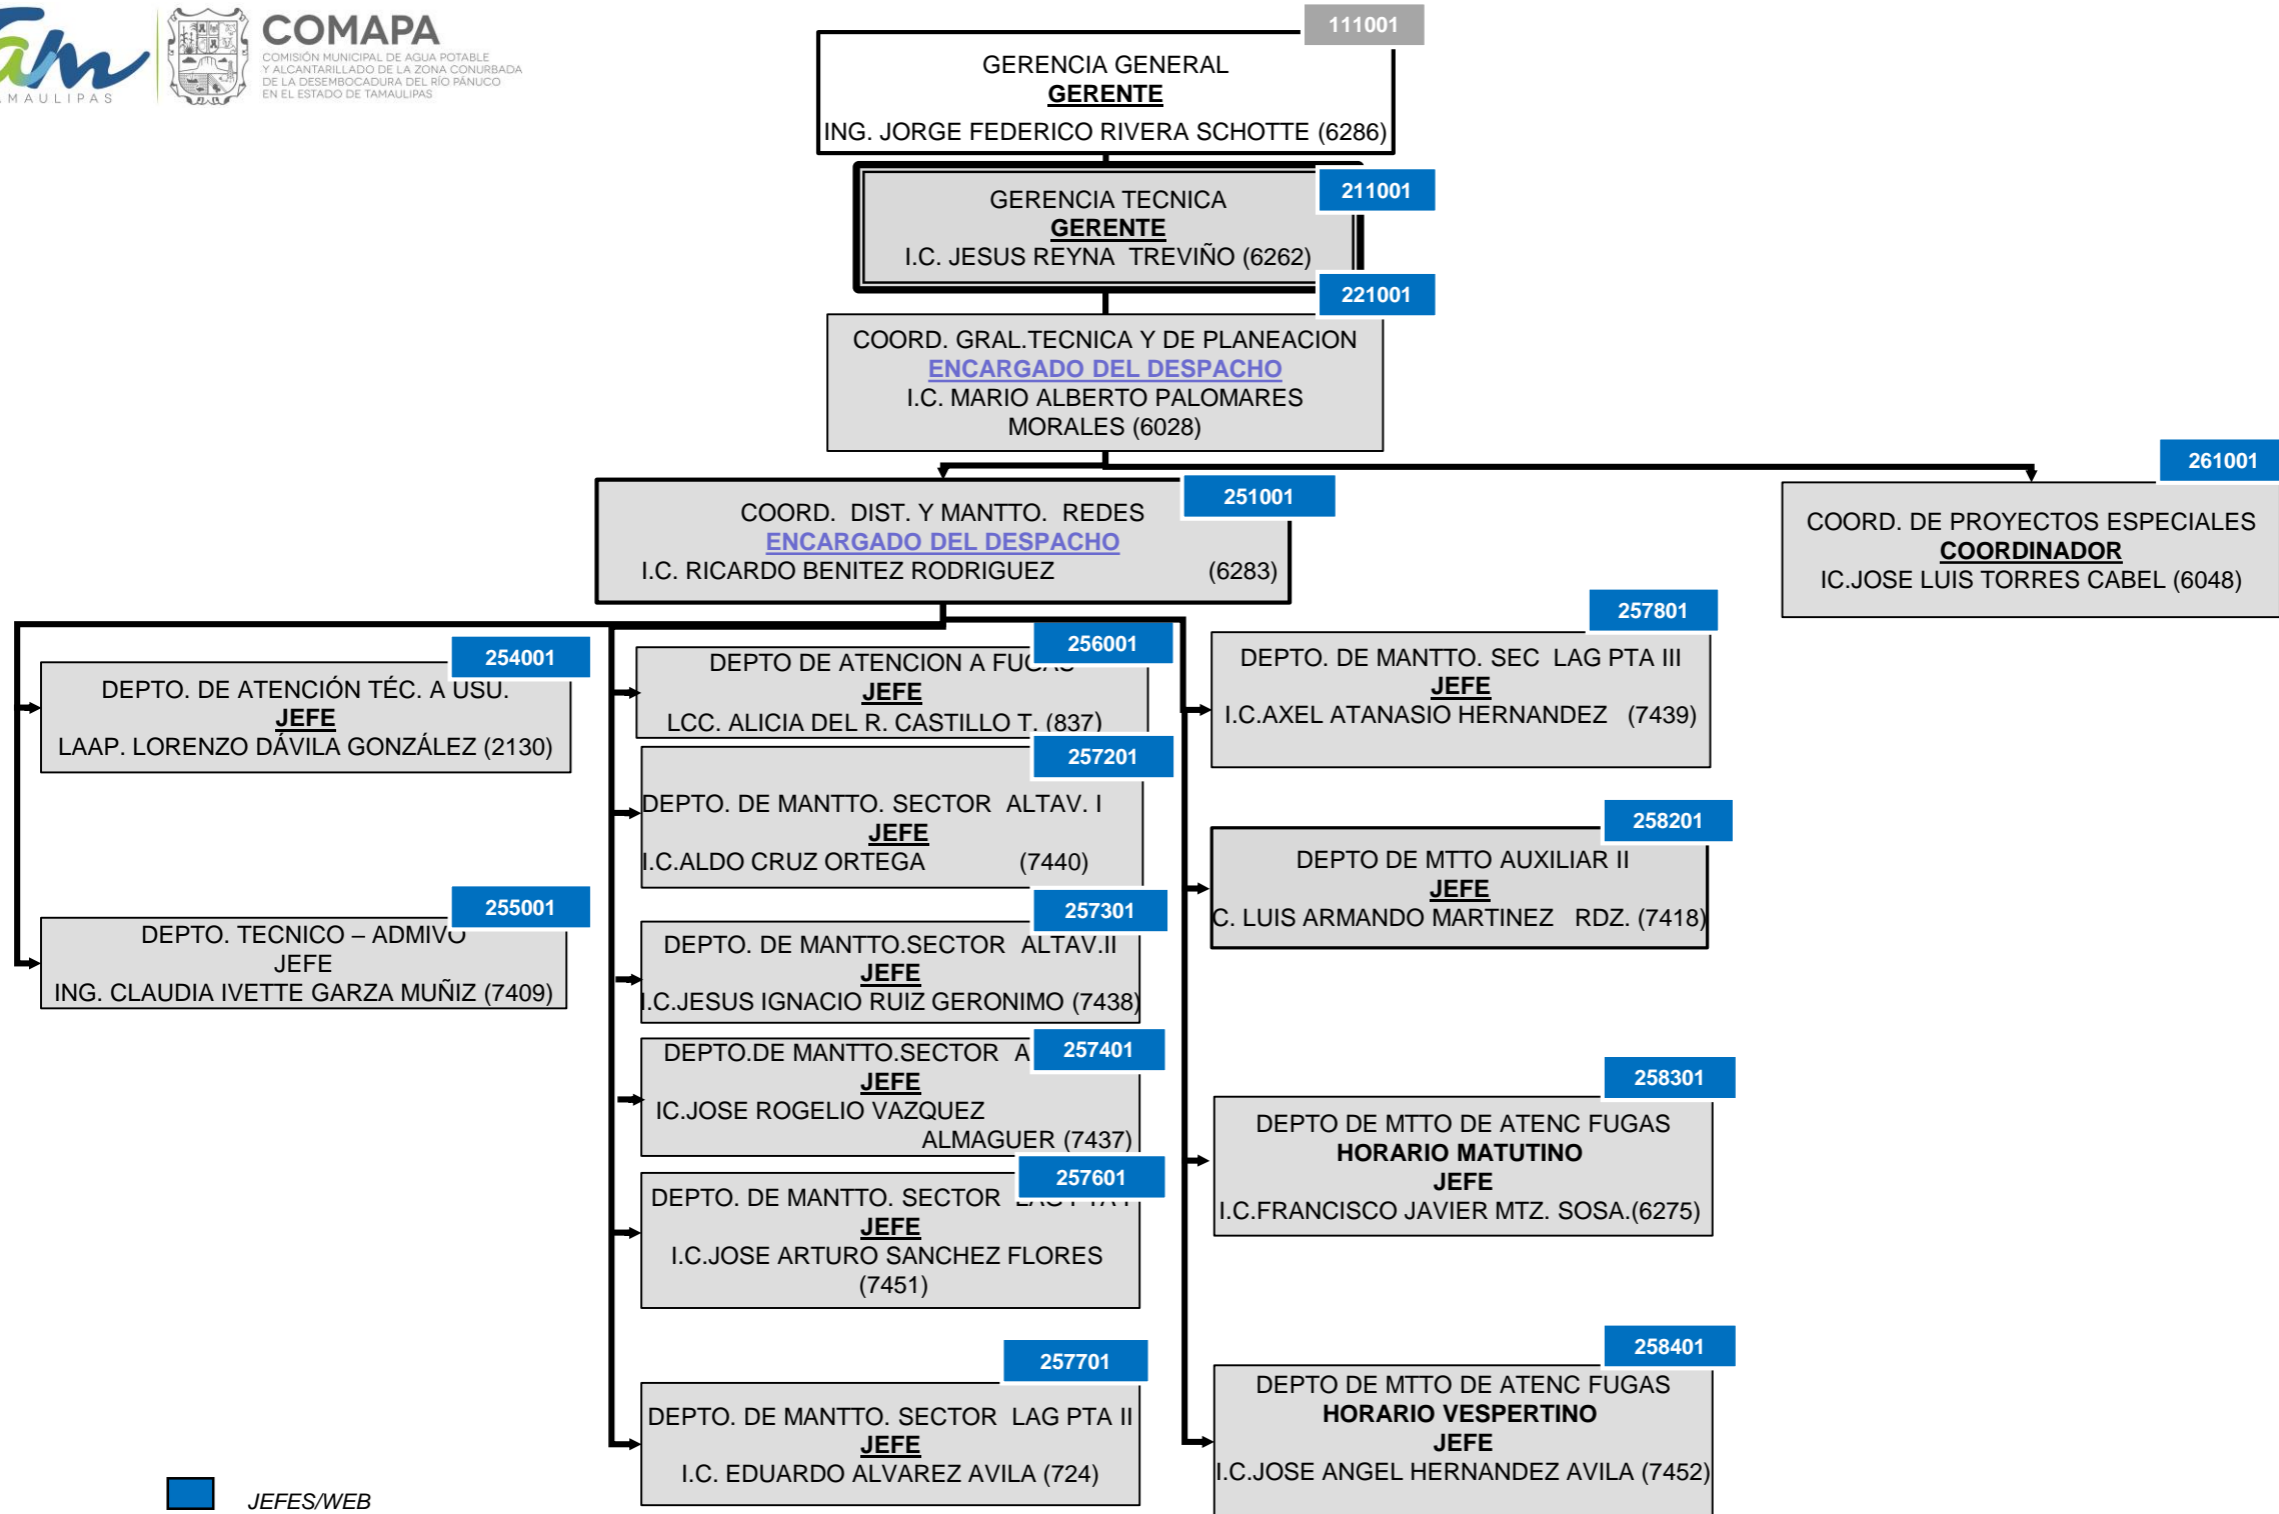 TAMAULIPAS
COMAPA
COMISIÓN MUNICIPAL DE AGUA POTABLE
Y ALCANTARILLADO DE LA ZONA CONURBADA
DE LA DESEMBOCADURA DEL RÍO PÁNUCO
EN EL ESTADO DE TAMAULIPAS
111001
GERENCIA GENERAL
GERENTE
ING. JORGE FEDERICO RIVERA SCHOTTE (6286)
211001
GERENCIA TECNICA
GERENTE
I.C. JESUS REYNA TREVIÑO (6262)
221001
COORD. GRAL.TECNICA Y DE PLANEACION
ENCARGADO DEL DESPACHO
I.C. MARIO ALBERTO PALOMARES
MORALES (6028)
251001
COORD. DIST. Y MANTTO. REDES
ENCARGADO DEL DESPACHO
I.C. RICARDO BENITEZ RODRIGUEZ (6283)
261001
COORD. DE PROYECTOS ESPECIALES
COORDINADOR
IC.JOSE LUIS TORRES CABEL (6048)
254001
DEPTO. DE ATENCIÓN TÉC. A USU.
JEFE
LAAP. LORENZO DÁVILA GONZÁLEZ (2130)
255001
DEPTO. TECNICO – ADMIVO
JEFE
ING. CLAUDIA IVETTE GARZA MUÑIZ (7409)
256001
DEPTO DE ATENCION A FUGAS
JEFE
LCC. ALICIA DEL R. CASTILLO T. (837)
257201
DEPTO. DE MANTTO. SECTOR ALTAV. I
JEFE
I.C.ALDO CRUZ ORTEGA (7440)
257301
DEPTO. DE MANTTO.SECTOR ALTAV.II
JEFE
I.C.JESUS IGNACIO RUIZ GERONIMO (7438)
257401
DEPTO.DE MANTTO.SECTOR A
JEFE
IC.JOSE ROGELIO VAZQUEZ
ALMAGUER (7437)
257601
DEPTO. DE MANTTO. SECTOR LAG PTA I
JEFE
I.C.JOSE ARTURO SANCHEZ FLORES
(7451)
257701
DEPTO. DE MANTTO. SECTOR LAG PTA II
JEFE
I.C. EDUARDO ALVAREZ AVILA (724)
257801
DEPTO. DE MANTTO. SEC LAG PTA III
JEFE
I.C.AXEL ATANASIO HERNANDEZ (7439)
258201
DEPTO DE MTTO AUXILIAR II
JEFE
C. LUIS ARMANDO MARTINEZ RDZ. (7418)
258301
DEPTO DE MTTO DE ATENC FUGAS
HORARIO MATUTINO
JEFE
I.C.FRANCISCO JAVIER MTZ. SOSA.(6275)
258401
DEPTO DE MTTO DE ATENC FUGAS
HORARIO VESPERTINO
JEFE
I.C.JOSE ANGEL HERNANDEZ AVILA (7452)
JEFES/WEB